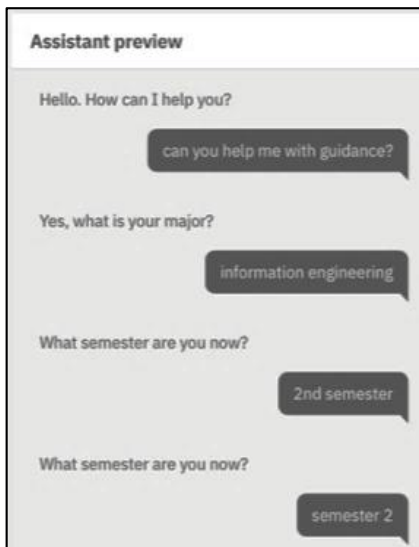 Assistant preview
Hello. How can I help you?
can you help me with guidance?
Yes, what is your major?
information engineering
What semester are you now?
2nd semester
What semester are you now?
semester 2